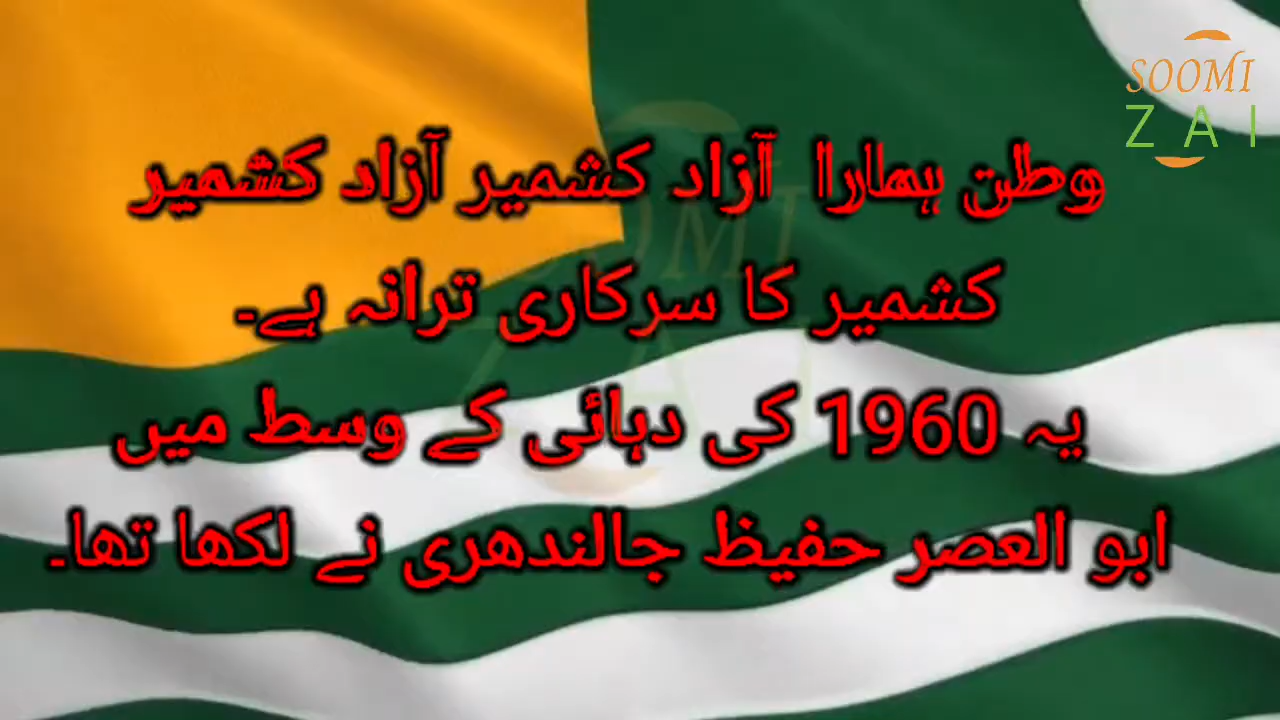 SOOMI
ZAI
وطن ہمارا آزاد کشمیر آزاد کشمیر
کشمیر کا سرکاری ترانہ ہے۔
یہ 1960 کی دہائی کے وسط میں
ابو العصر حفیظ جالندھری نے لکھا تھا۔